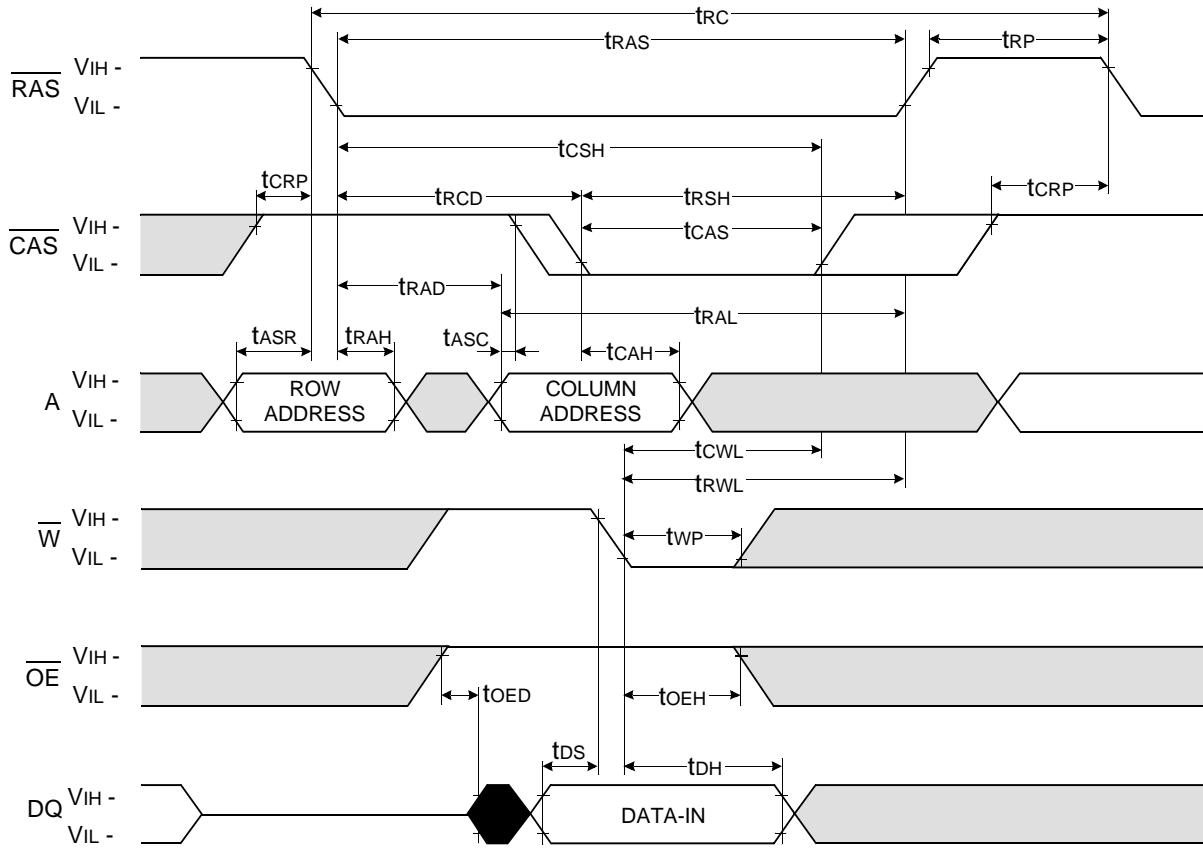 tRC
tRAS
tRP
RAS
VIH -
VIL -
tCSH
tCRP
tRCD
tRSH
tCRP
CAS
VIH -
VIL -
tCAS
tRAD
tRAL
tASR
tRAH
tASC
tCAH
A
VIH -
VIL -
ROW
ADDRESS
COLUMN
ADDRESS
tCWL
tRWL
W
VIH -
VIL -
tWP
OE
VIH -
VIL -
tOED
tOEH
tDS
tDH
DQ
VIH -
VIL -
DATA-IN